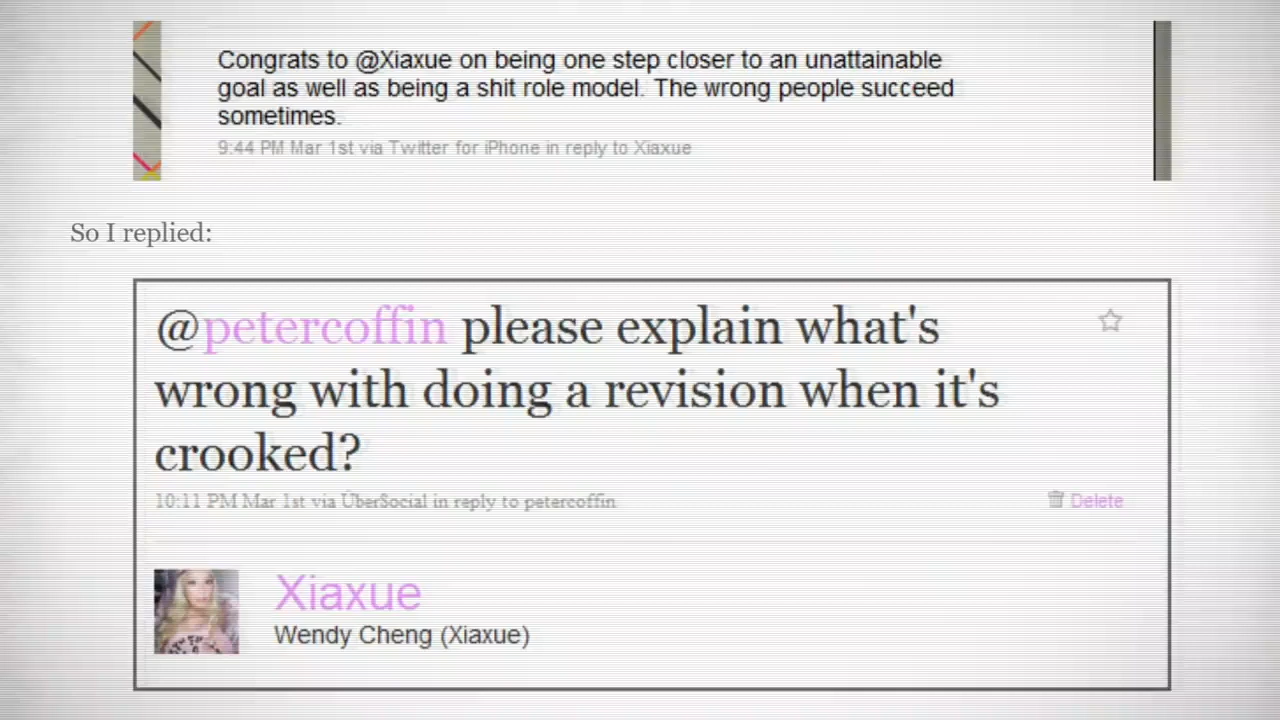 Congrats to @Xiaxue on being one step closer to an unattainable
goal as well as being a shit role model. The wrong people succeed
sometimes.
9:44 PM Mar 1st via Twitter for iPhone in reply to Xiaxue
So I replied:
@petercoffin please explain what's
wrong with doing a revision when it's
crooked?
10:11 PM Mar 1st via ÜberSocial in reply to petercoffin
Delete
Xiaxue
Wendy Cheng (Xiaxue)